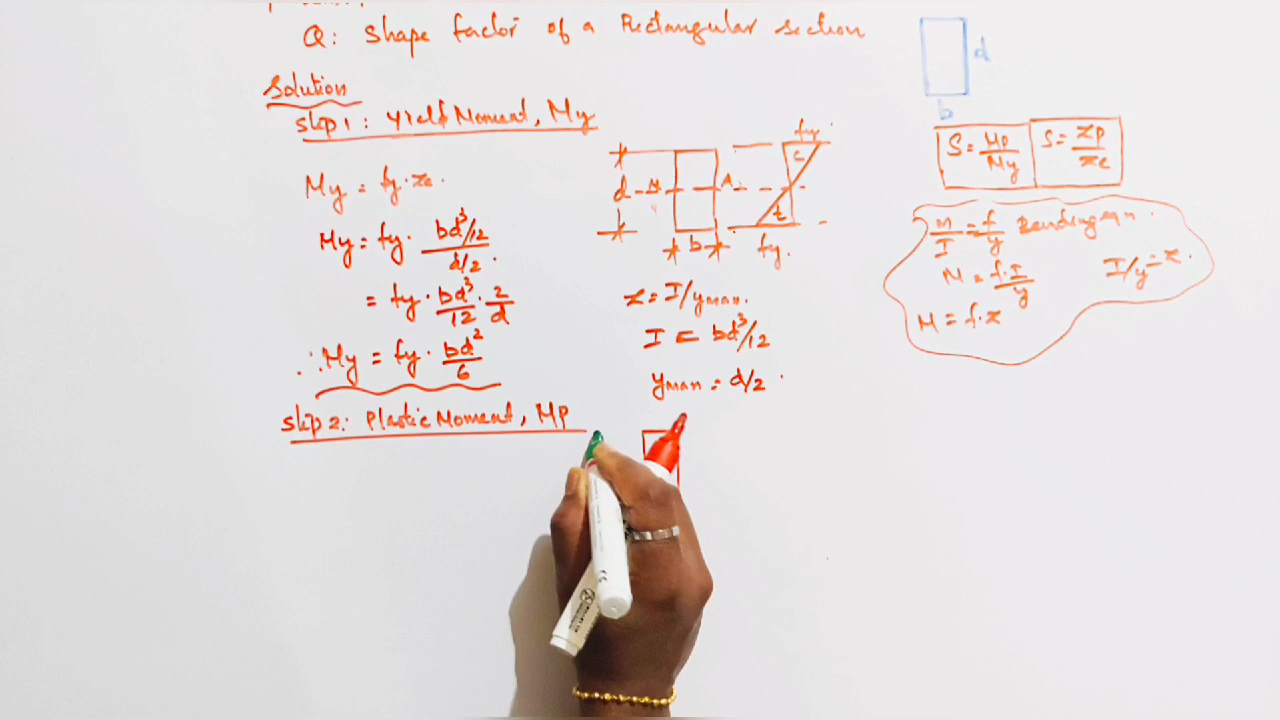 Q: Shape factor of a Rectangular section
d
b
Solution
step 1: Yield Moment, My
My = fy·ze.
My = fy· bd³/12 / d/2.
= fy· bd³/12 · 2/d
∴ My = fy· bd²/6
step 2: Plastic Moment, Mp
fy
c
d
N
A
t
b
fy.
z = I/ymax.
I = bd³/12
ymax = d/2
S = Mp/My
S = zp/ze
M/I = f/y Bending eqn.
M = f·I/y
I/y = z.
M = f·z